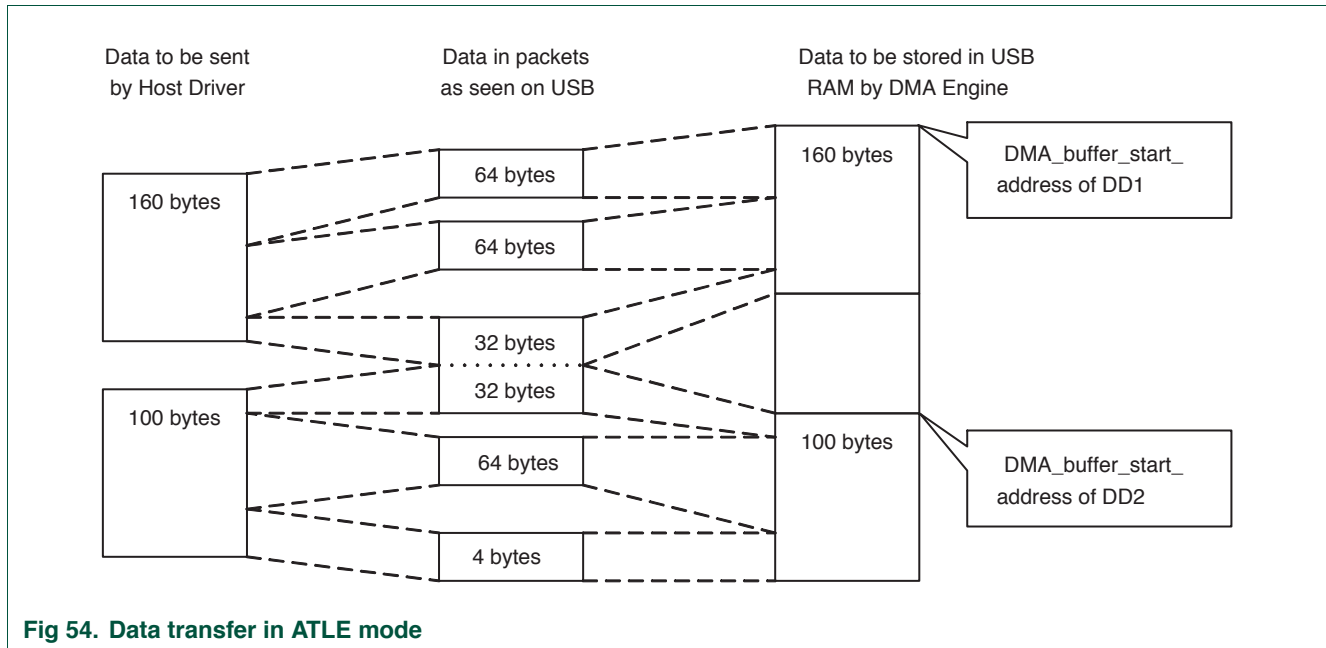 Data to be sent
by Host Driver
Data in packets
as seen on USB
Data to be stored in USB
RAM by DMA Engine
160 bytes
100 bytes
64 bytes
64 bytes
32 bytes
32 bytes
64 bytes
4 bytes
160 bytes
100 bytes
DMA_buffer_start_
address of DD1
DMA_buffer_start_
address of DD2
Fig 54. Data transfer in ATLE mode